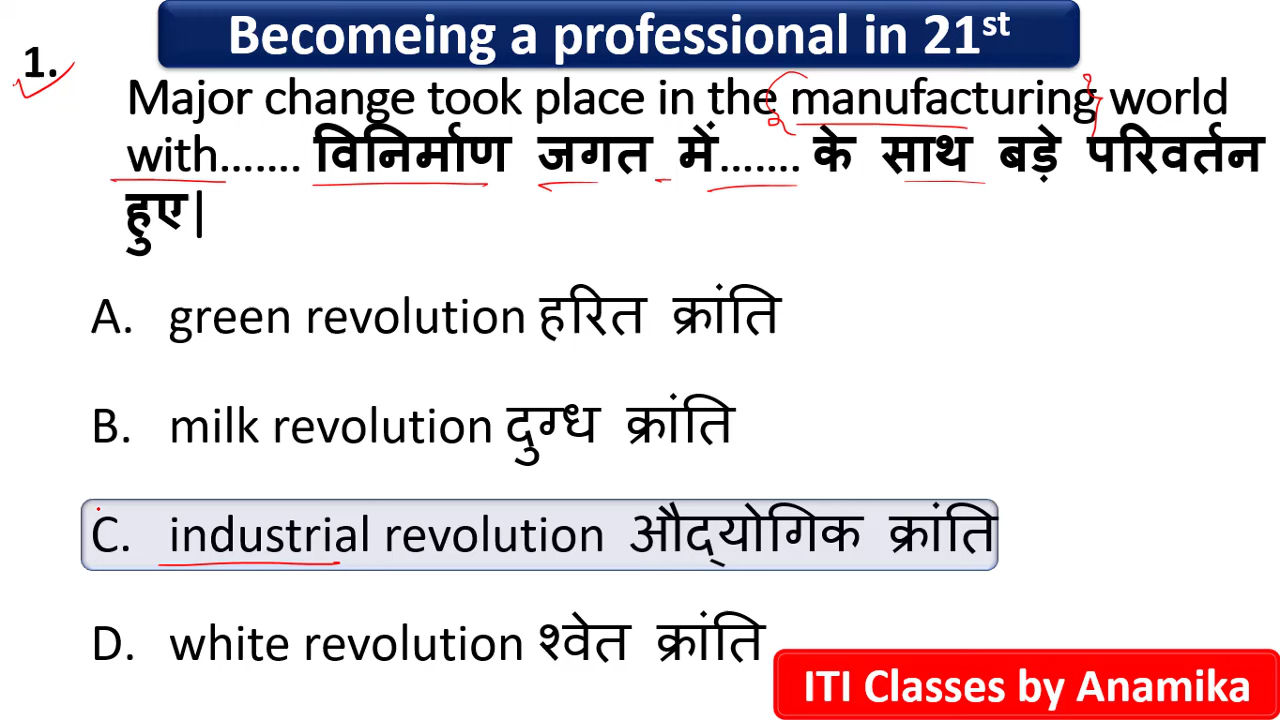 Becomeing a professional in 21st
1.
Major change took place in the manufacturing world
with....... विनिर्माण जगत में....... के साथ बड़े परिवर्तन
हुए|
A. green revolution हरित क्रांति
B. milk revolution दुग्ध क्रांति
C. industrial revolution औद्योगिक क्रांति
D. white revolution श्वेत क्रांति
ITI Classes by Anamika